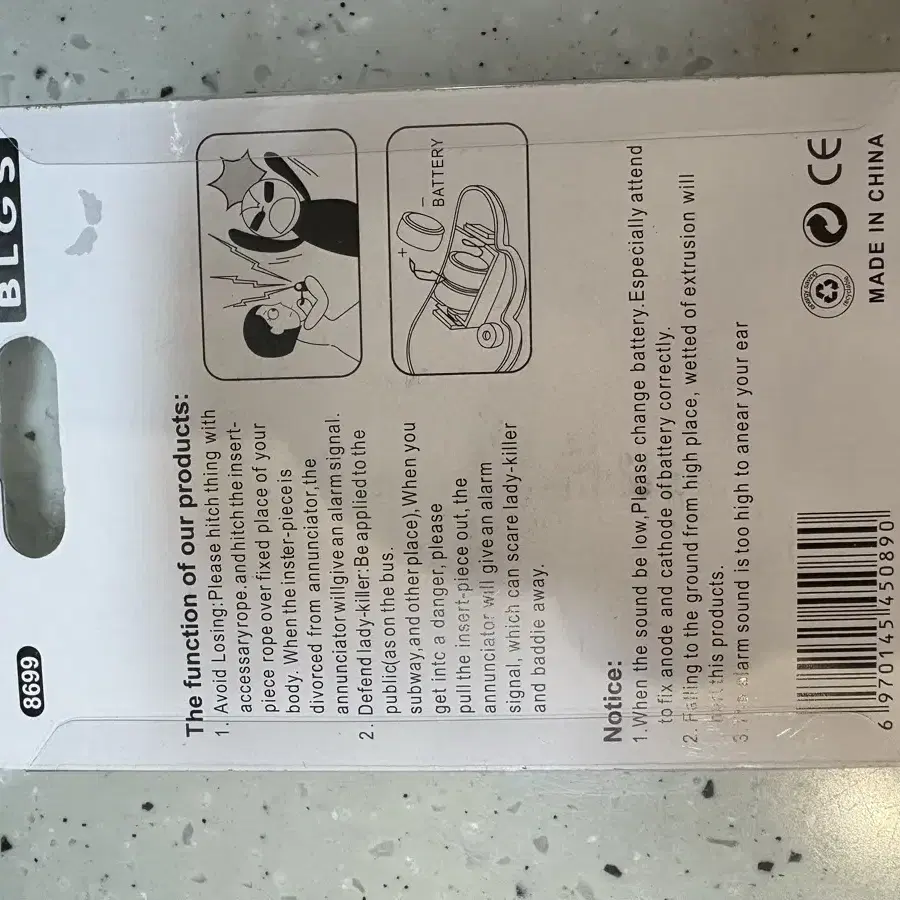 8699
BLGS
The function of our products:
1. Avoid Losing:Please hitch thing with
accessary rope.and hitch the insert-
piece rope over fixed place of your
body. When the inster-piece is
divorced from annunciator,the
annunciator will give an alarm signal.
2. Defend lady-killer:Be applied to the
public(as on the bus.
subway,and other place),When you
get intc a danger, please
pull the insert-piece out, the
annunciator will give an alarm
signal, which can scare lady-killer
and baddie away.
+
−
BATTERY
Notice:
1.When the sound be low,Please change battery.Especially attend
to fix anode and cathode of battery correctly.
2. Falling to the ground from high place, wetted of extrusion will
this products.
3. alarm sound is too high to anear your ear
6 970145 450890
energy saving
recyclable
CE
MADE IN CHINA